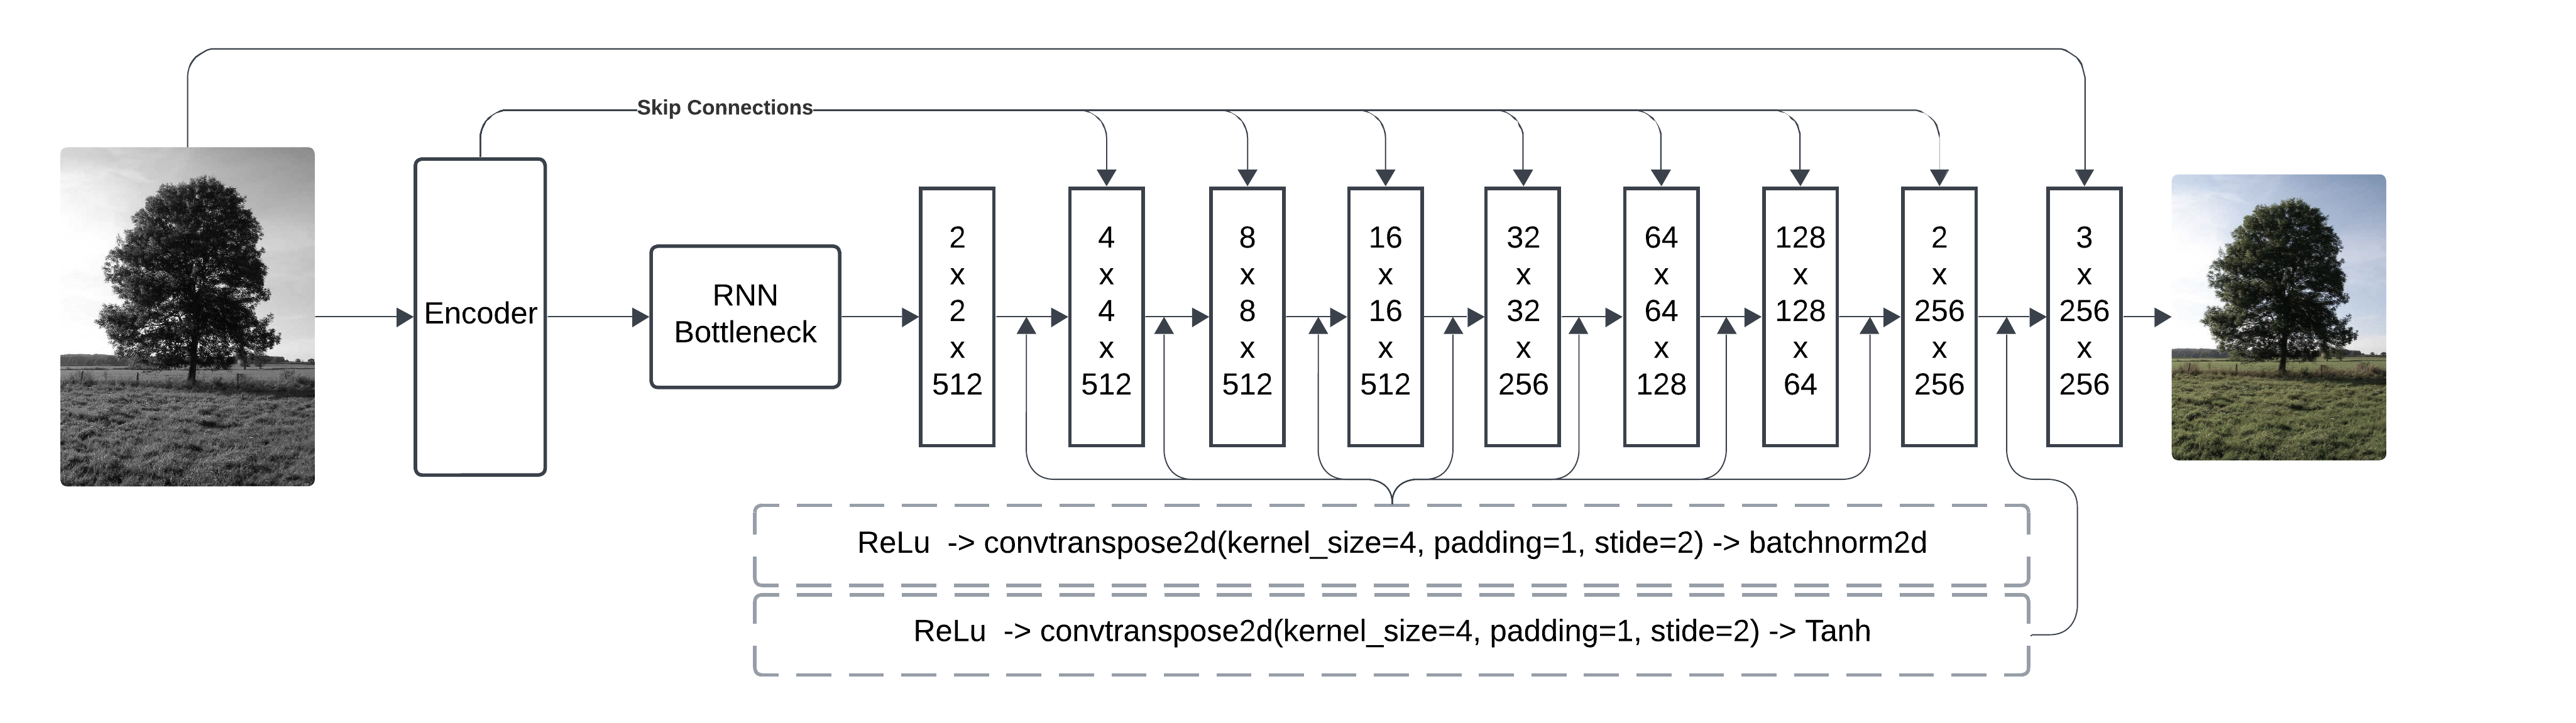 Skip Connections
Encoder
RNN
Bottleneck
2
x
2
x
512
4
x
4
x
512
8
x
8
x
512
16
x
16
x
512
32
x
32
x
256
64
x
64
x
128
128
x
128
x
64
2
x
256
x
256
3
x
256
x
256
ReLu -> convtranspose2d(kernel_size=4, padding=1, stide=2) -> batchnorm2d
ReLu -> convtranspose2d(kernel_size=4, padding=1, stide=2) -> Tanh